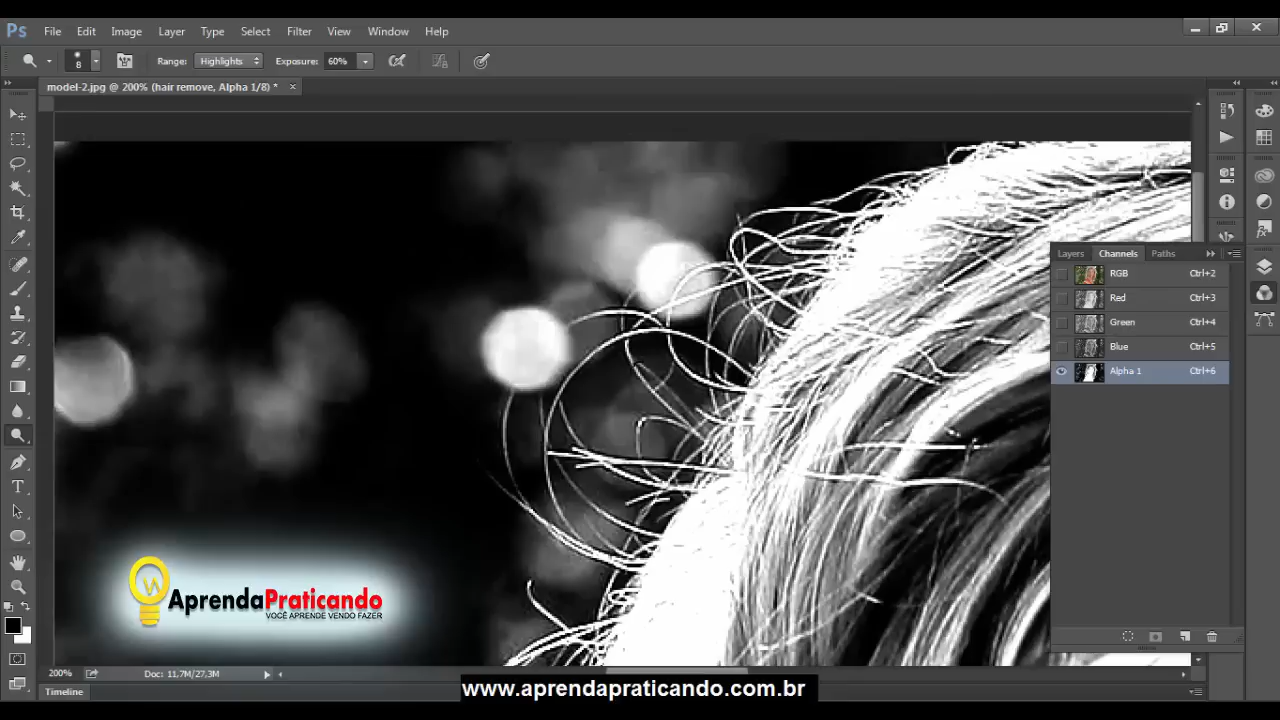 Ps File Edit Image Layer Type Select Filter View Window Help
8 Range: Highlights Exposure: 60%
model-2.jpg @ 200% (hair remove, Alpha 1/8) * ×
Layers Channels Paths
RGB Ctrl+2
Red Ctrl+3
Green Ctrl+4
Blue Ctrl+5
Alpha 1 Ctrl+6
AprendaPraticando
VOCÊ APRENDE VENDO FAZER
200% Doc: 11,7M/27,3M
Timeline
www.aprendapraticando.com.br